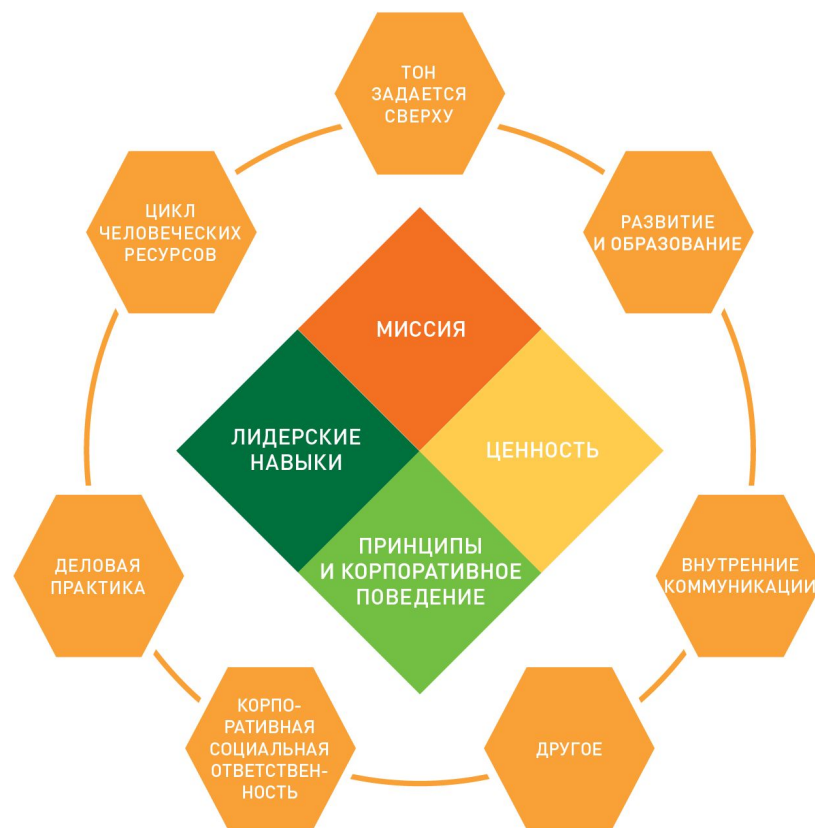 ТОН
ЗАДАЕТСЯ
СВЕРХУ
ЦИКЛ
ЧЕЛОВЕЧЕСКИХ
РЕСУРСОВ
РАЗВИТИЕ
И ОБРАЗОВАНИЕ
МИССИЯ
ЛИДЕРСКИЕ
НАВЫКИ
ЦЕННОСТЬ
ПРИНЦИПЫ
И КОРПОРАТИВНОЕ
ПОВЕДЕНИЕ
ДЕЛОВАЯ
ПРАКТИКА
ВНУТРЕННИЕ
КОММУНИКАЦИИ
КОРПО-
РАТИВНАЯ
СОЦИАЛЬНАЯ
ОТВЕТСТВЕН-
НОСТЬ
ДРУГОЕ